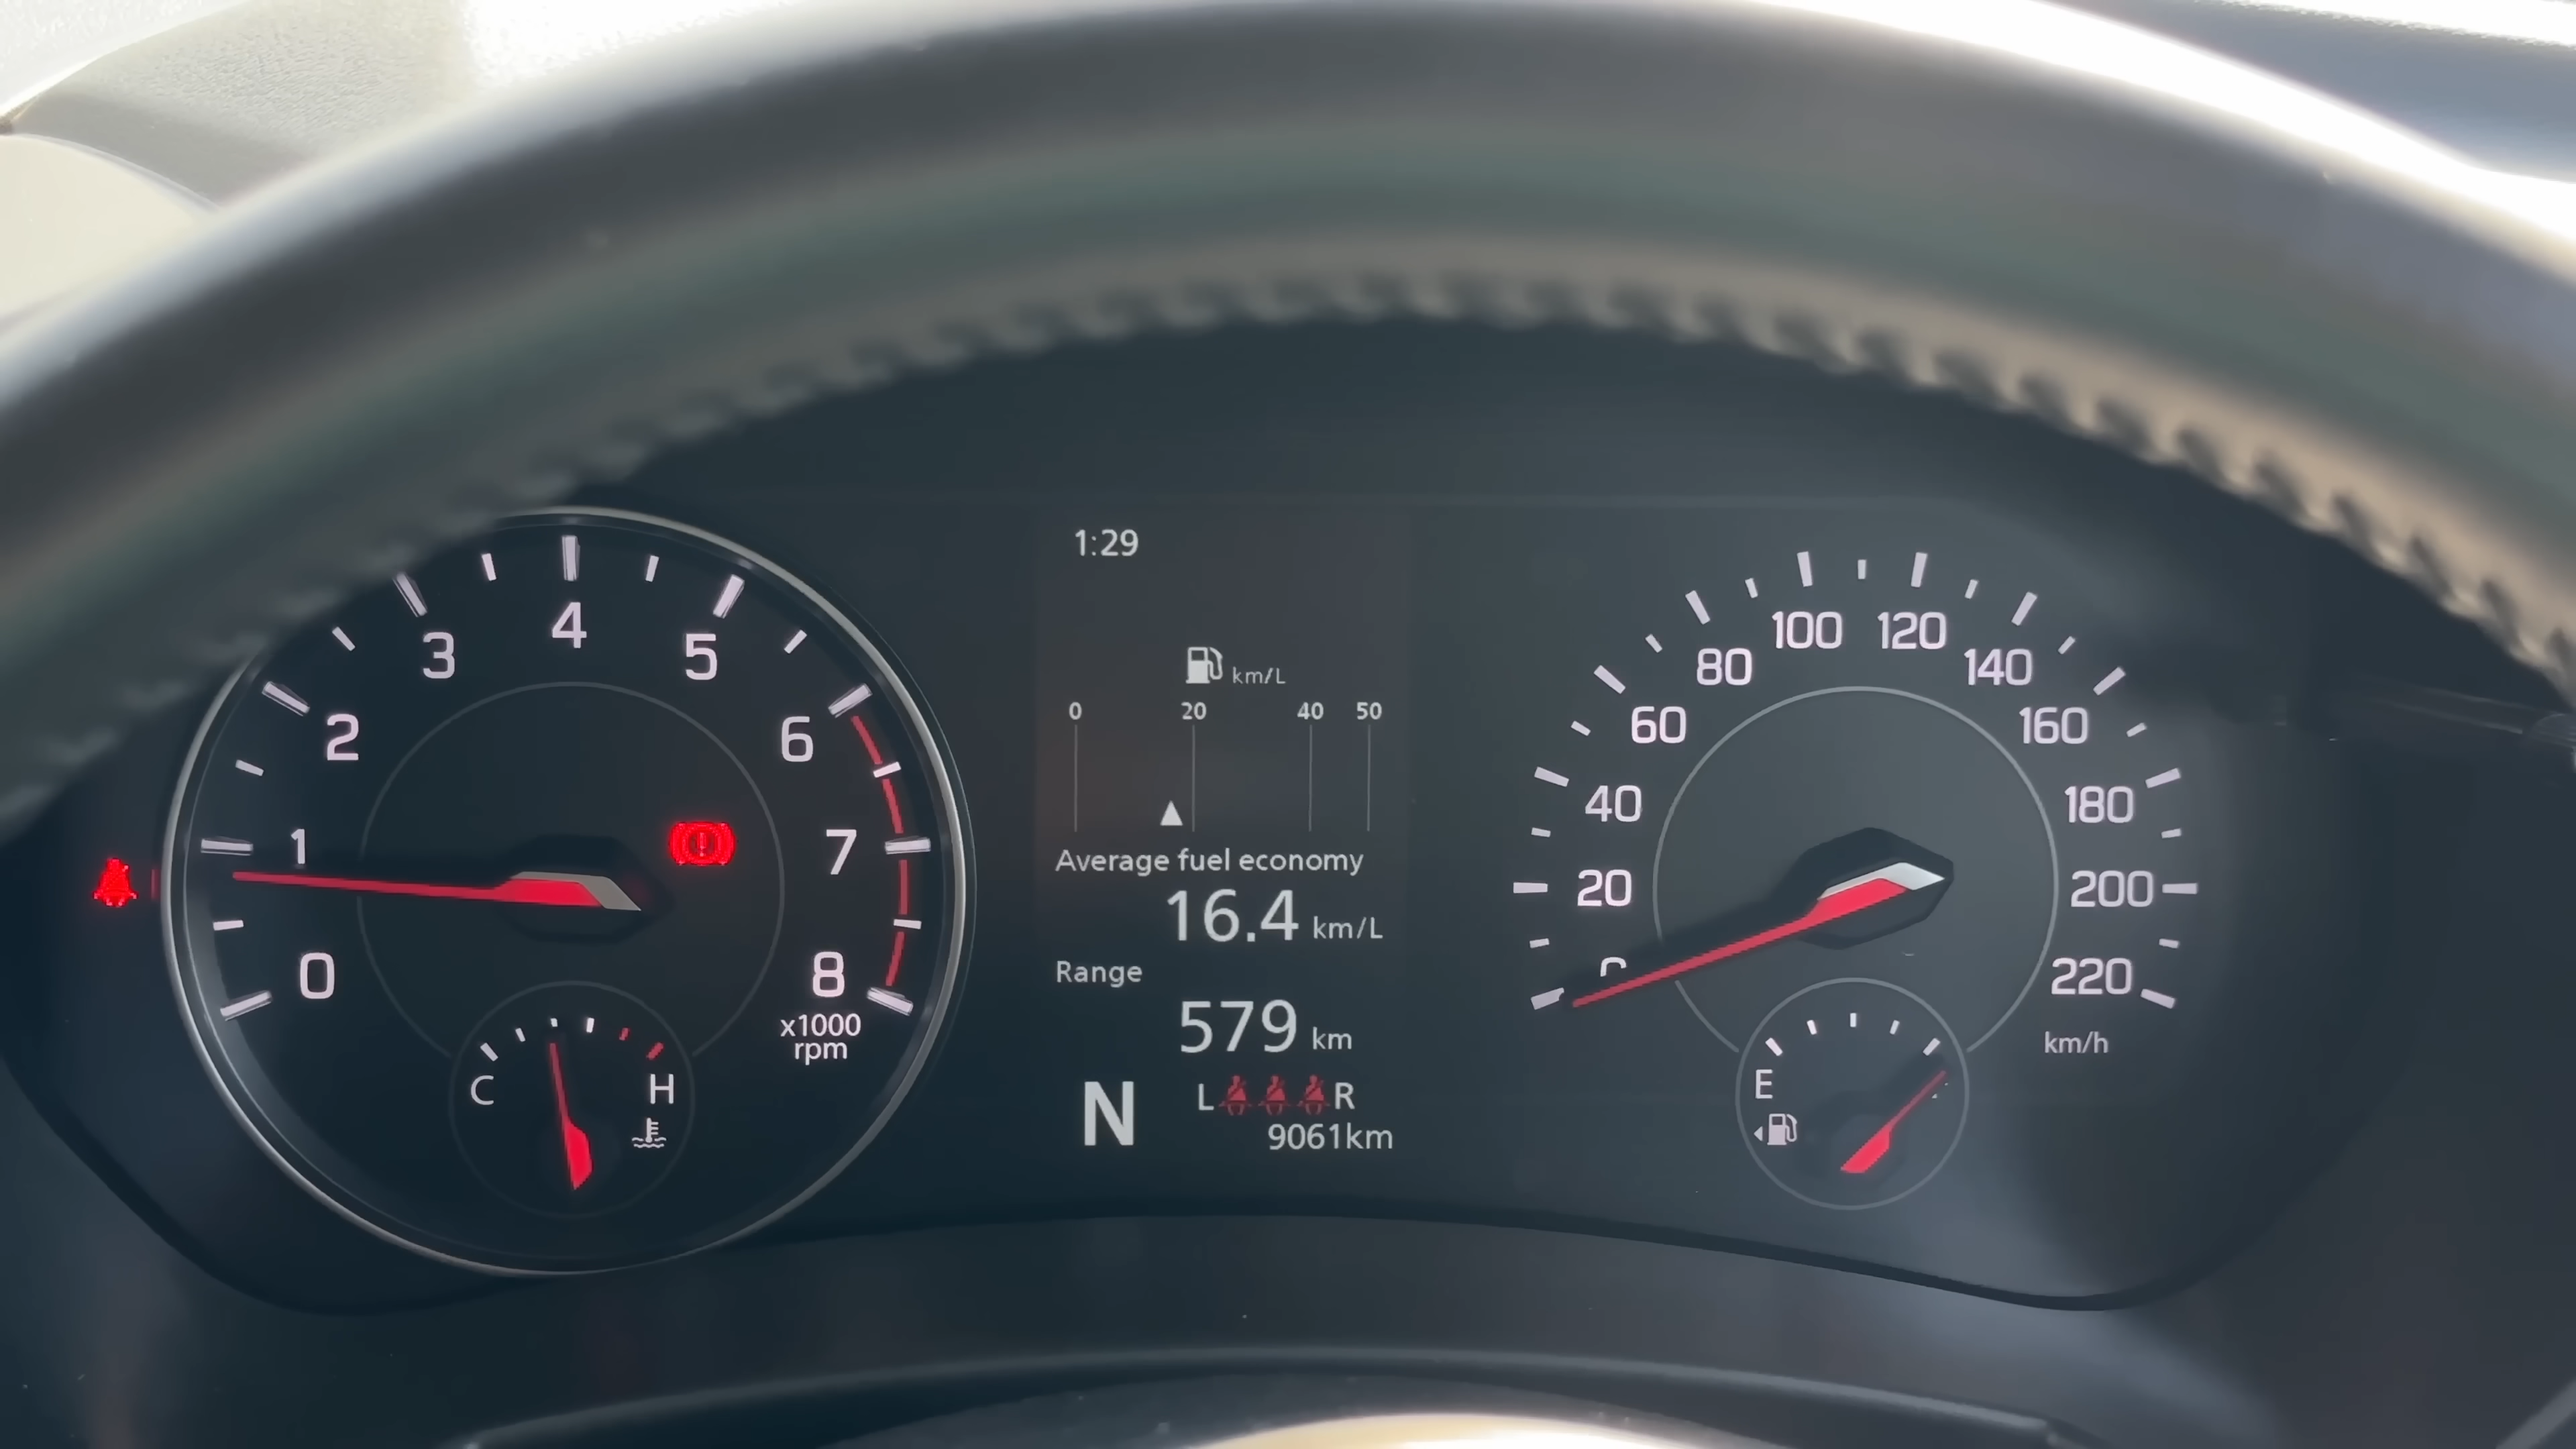 0
1
2
3
4
5
6
7
8
x1000
rpm
C
H
1:29
km/L
0 20 40 50
Average fuel economy
16.4 km/L
Range
579 km
N
L R
9061km
0
20
40
60
80
100
120
140
160
180
200
220
km/h
E